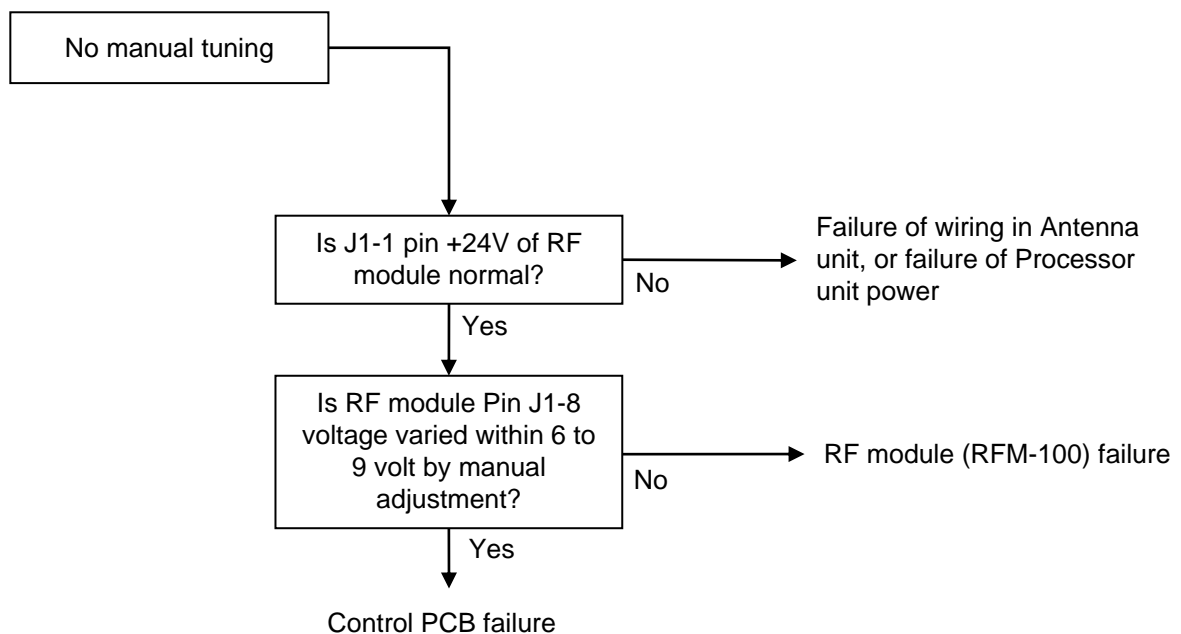 No manual tuning
Is J1-1 pin +24V of RF
module normal?
No
Failure of wiring in Antenna
unit, or failure of Processor
unit power
Yes
Is RF module Pin J1-8
voltage varied within 6 to
9 volt by manual
adjustment?
No
RF module (RFM-100) failure
Yes
Control PCB failure